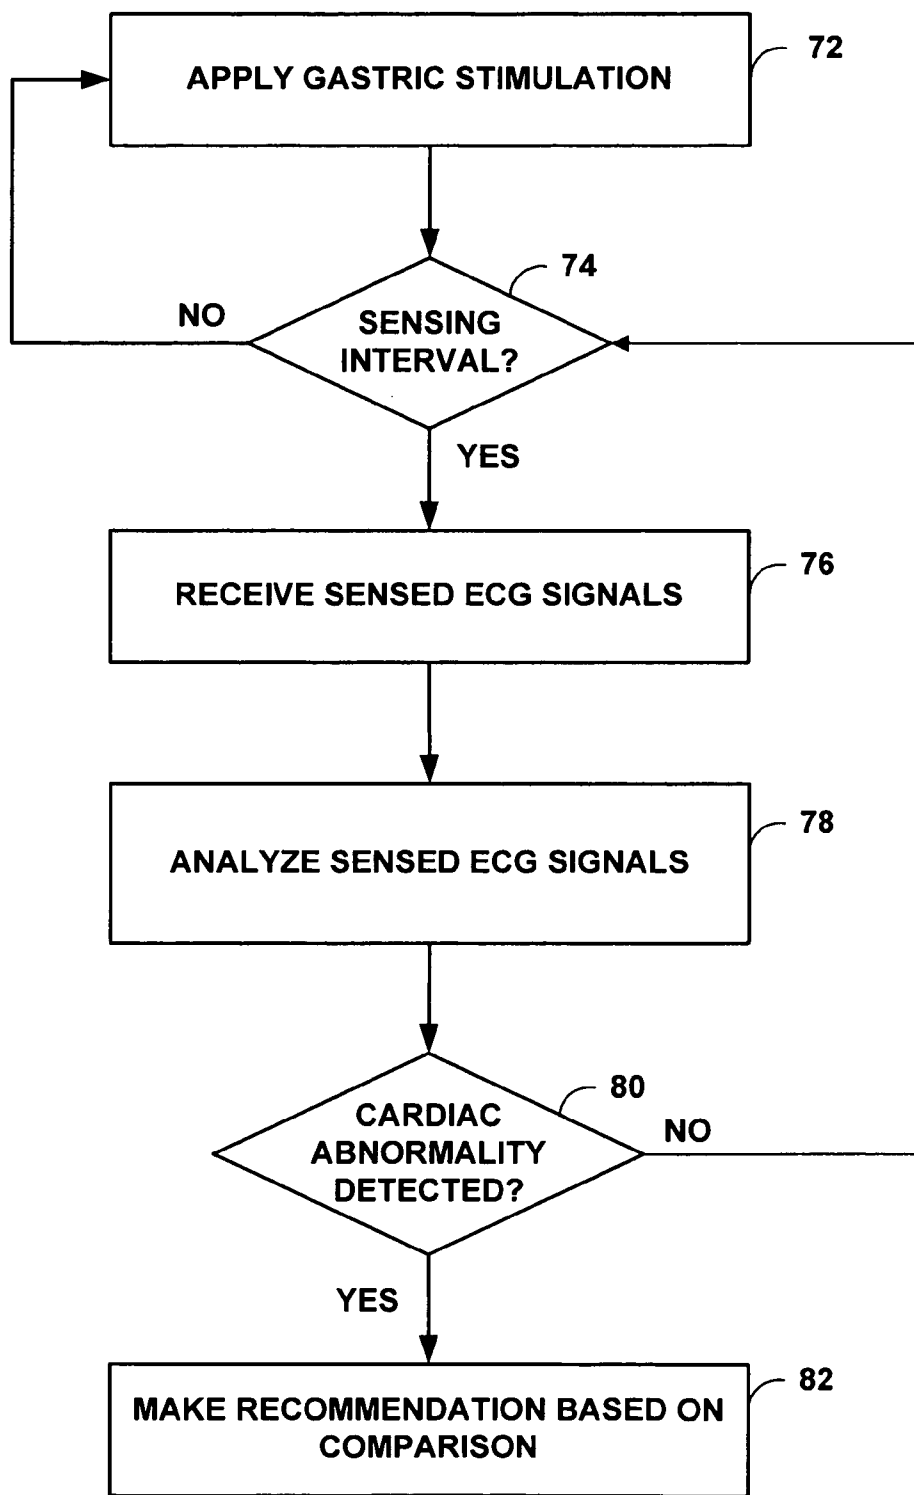 APPLY GASTRIC STIMULATION
72
74
SENSING
INTERVAL?
NO
YES
RECEIVE SENSED ECG SIGNALS
76
ANALYZE SENSED ECG SIGNALS
78
80
CARDIAC
ABNORMALITY
DETECTED?
NO
YES
MAKE RECOMMENDATION BASED ON
COMPARISON
82